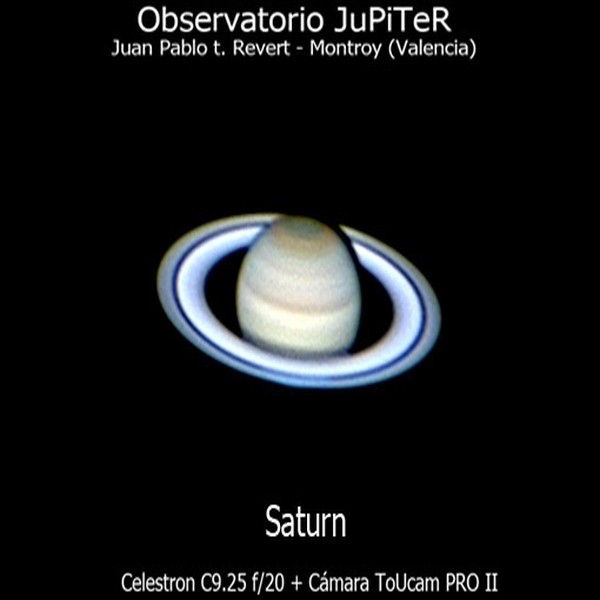 Observatorio JuPiTeR
Juan Pablo t. Revert - Montroy (Valencia)
Saturn
Celestron C9.25 f/20 + Cámara ToUcam PRO II